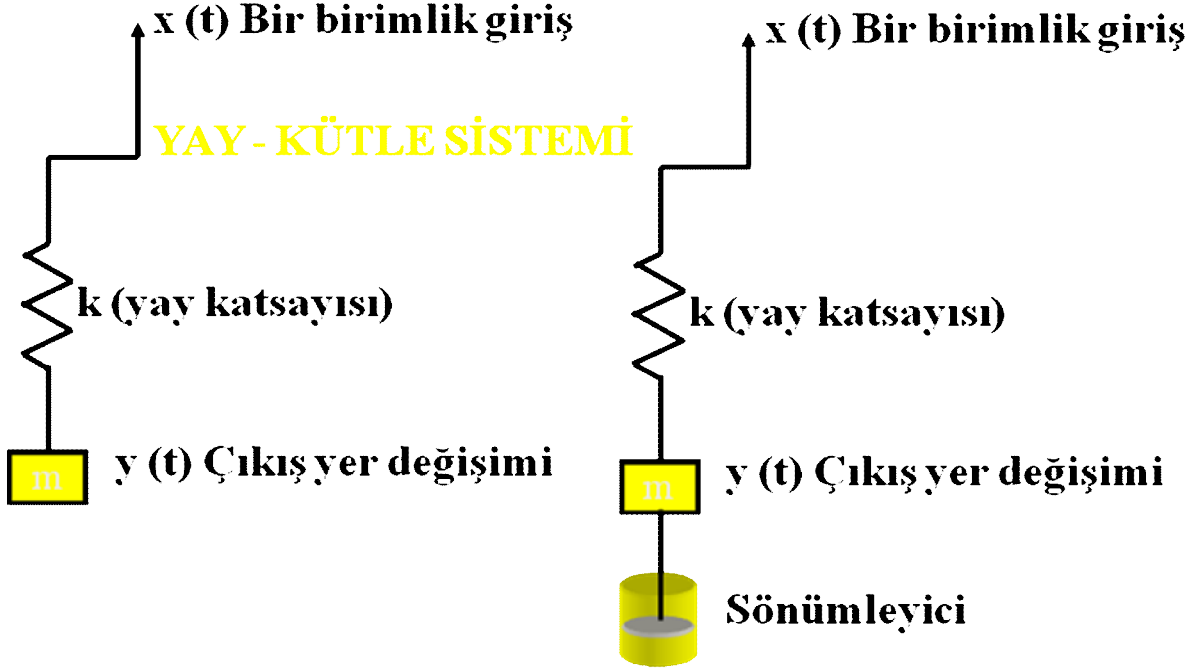 x (t) Bir birimlik giriş
YAY - KÜTLE SİSTEMİ
k (yay katsayısı)
m
y (t) Çıkış yer değişimi
x (t) Bir birimlik giriş
k (yay katsayısı)
m
y (t) Çıkış yer değişimi
Sönümleyici